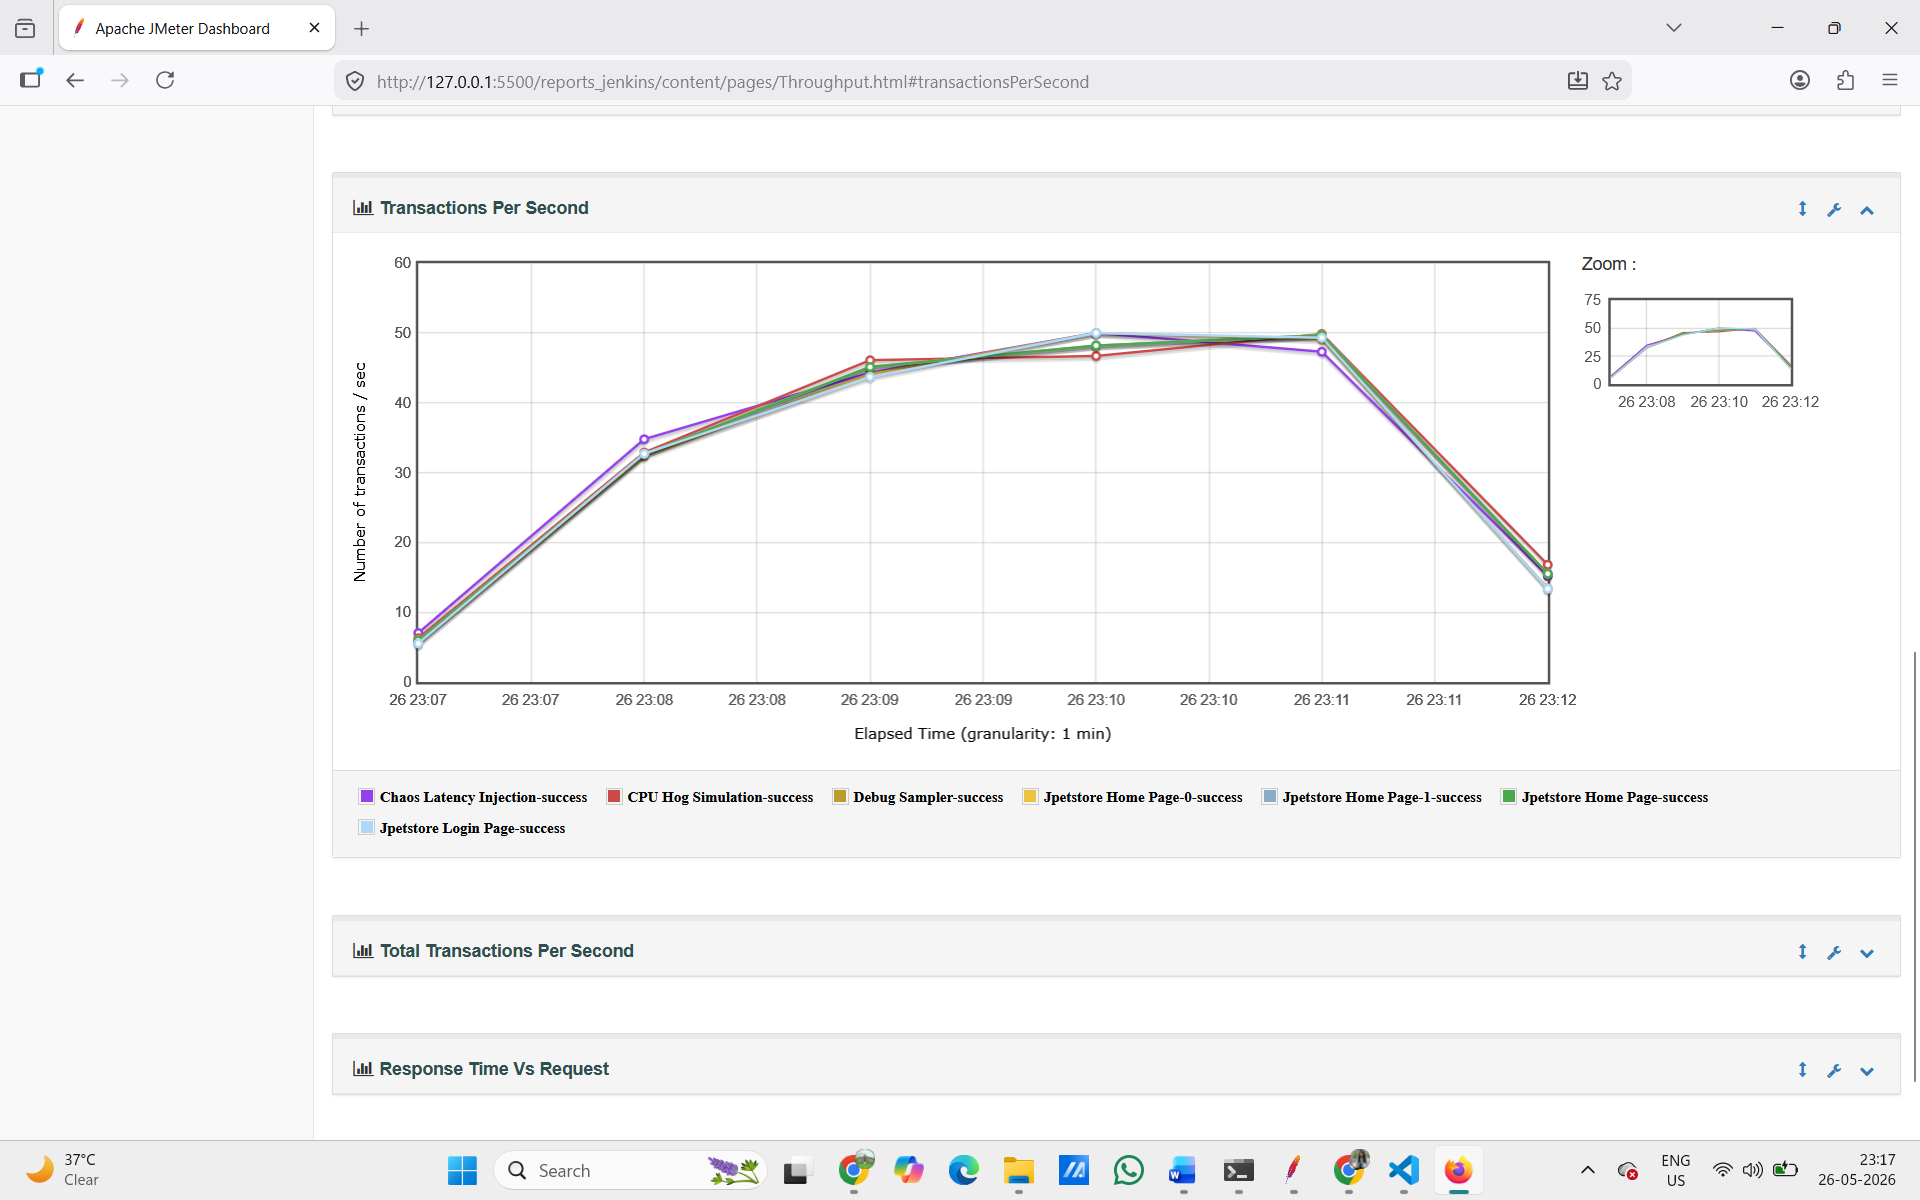 Apache JMeter Dashboard
http://127.0.0.1:5500/reports_jenkins/content/pages/Throughput.html#transactionsPerSecond
Transactions Per Second
Number of transactions / sec
60
50
40
30
20
10
0
26 23:07 26 23:07 26 23:08 26 23:08 26 23:09 26 23:09 26 23:10 26 23:10 26 23:11 26 23:11 26 23:12
Elapsed Time (granularity: 1 min)
Zoom :
75
50
25
0
26 23:08 26 23:10 26 23:12
Chaos Latency Injection-success CPU Hog Simulation-success Debug Sampler-success Jpetstore Home Page-0-success Jpetstore Home Page-1-success Jpetstore Home Page-success
Jpetstore Login Page-success
Total Transactions Per Second
Response Time Vs Request
37°C
Clear
Search
W
ENG
US
23:17
26-05-2026